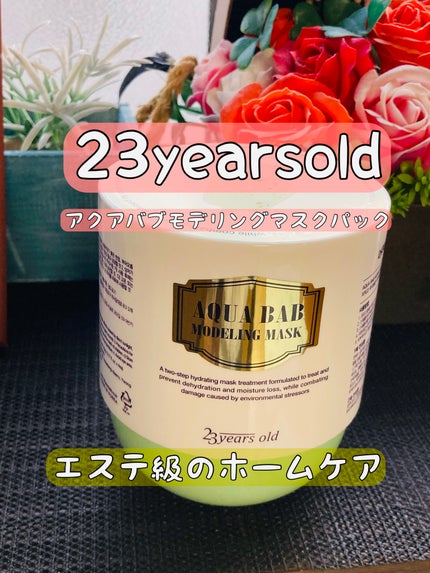 23yearsold
アクアバブモデリングマスクパック
AQUA BAB
MODELING MASK
A two-step hydrating mask treatment formulated to treat and
prevent dehydration and moisture loss, while combating
damage caused by environmental stressors
23years old
エステ級のホームケア